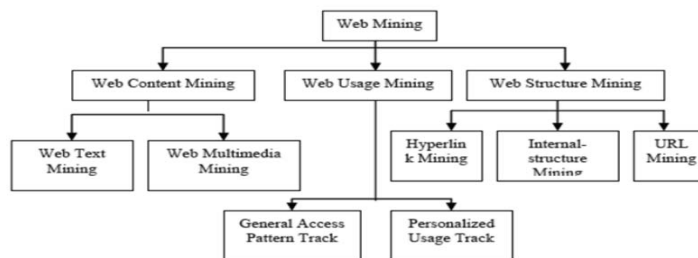 Web Mining
Web Content Mining
Web Usage Mining
Web Structure Mining
Web Text
Mining
Web Multimedia
Mining
Hyperlin
k Mining
Internal-
structure
Mining
URL
Mining
General Access
Pattern Track
Personalized
Usage Track